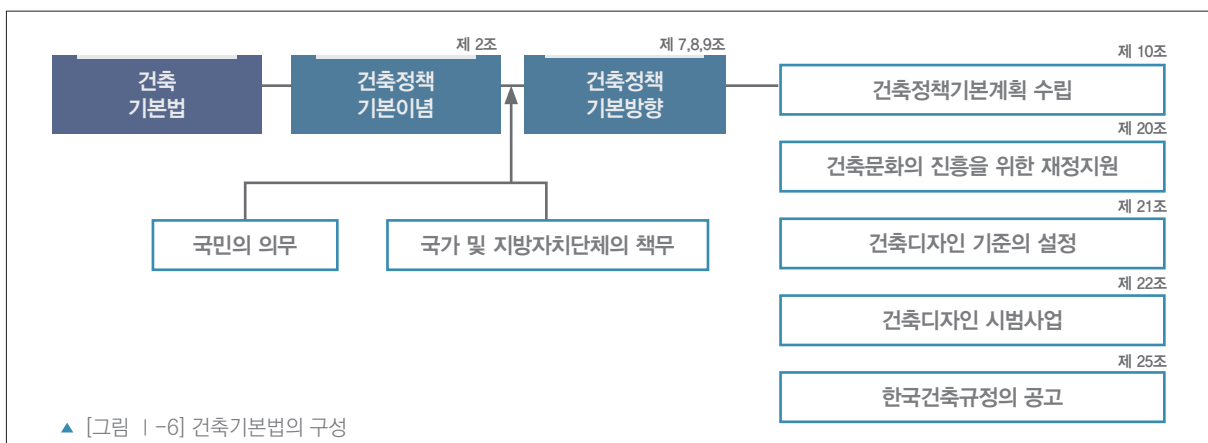 제 2조
제 7,8,9조
제 10조
건축
기본법
건축정책
기본이념
건축정책
기본방향
건축정책기본계획 수립
제 20조
건축문화의 진흥을 위한 재정지원
국민의 의무
국가 및 지방자치단체의 책무
제 21조
건축디자인 기준의 설정
제 22조
건축디자인 시범사업
제 25조
한국건축규정의 공고
▲ [그림 Ⅰ-6] 건축기본법의 구성